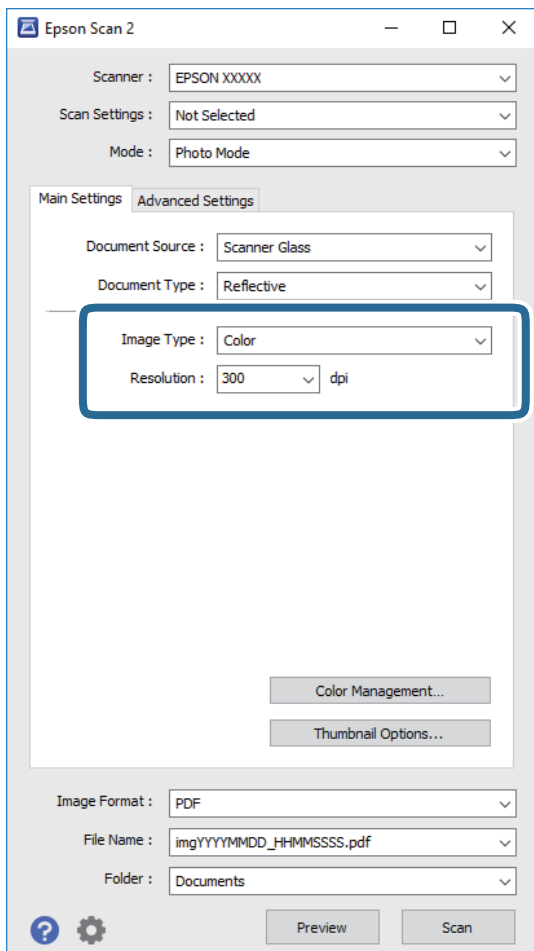 Epson Scan 2
Scanner : EPSON XXXXX
Scan Settings : Not Selected
Mode : Photo Mode
Main Settings Advanced Settings
Document Source : Scanner Glass
Document Type : Reflective
Image Type : Color
Resolution : 300 dpi
Color Management...
Thumbnail Options...
Image Format : PDF
File Name : imgYYYYMMDD_HHMMSSSS.pdf
Folder : Documents
? Preview Scan